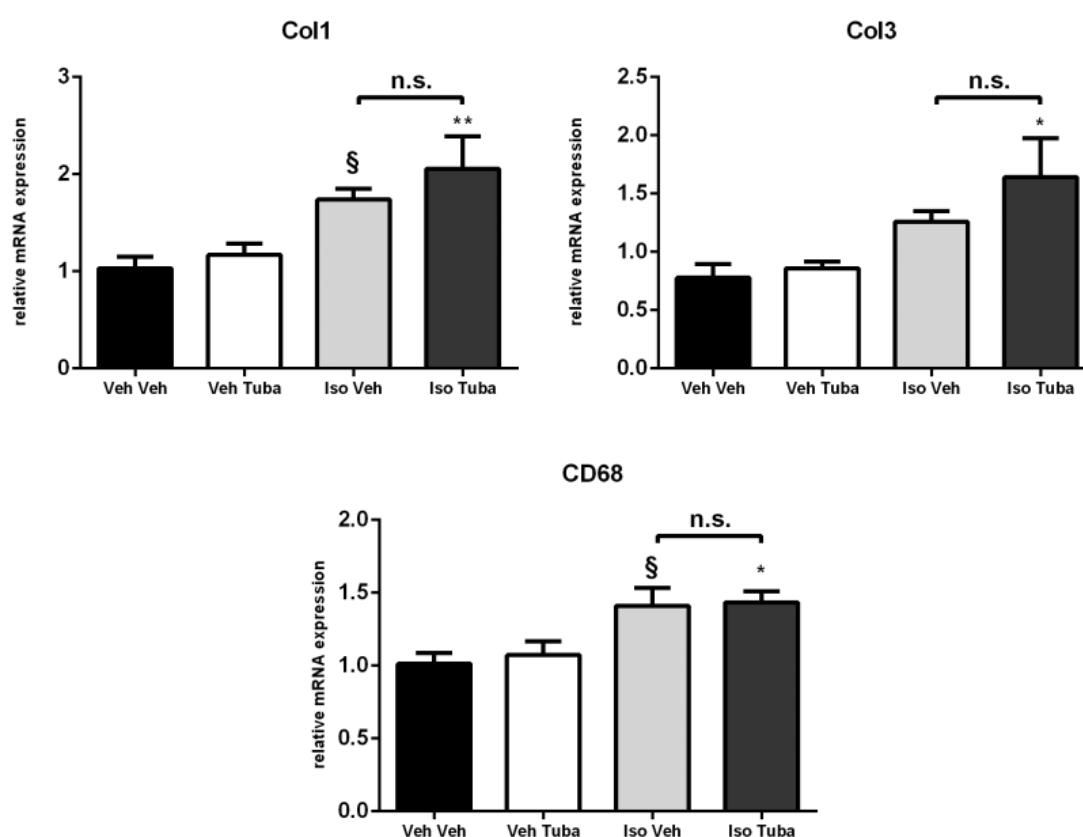 Col1
relative mRNA expression
3
2
1
0
n.s.
§
**
Veh Veh Veh Tuba Iso Veh Iso Tuba
Col3
relative mRNA expression
2.5
2.0
1.5
1.0
0.5
0.0
n.s.
*
Veh Veh Veh Tuba Iso Veh Iso Tuba
CD68
relative mRNA expression
2.0
1.5
1.0
0.5
0.0
n.s.
§
*
Veh Veh Veh Tuba Iso Veh Iso Tuba